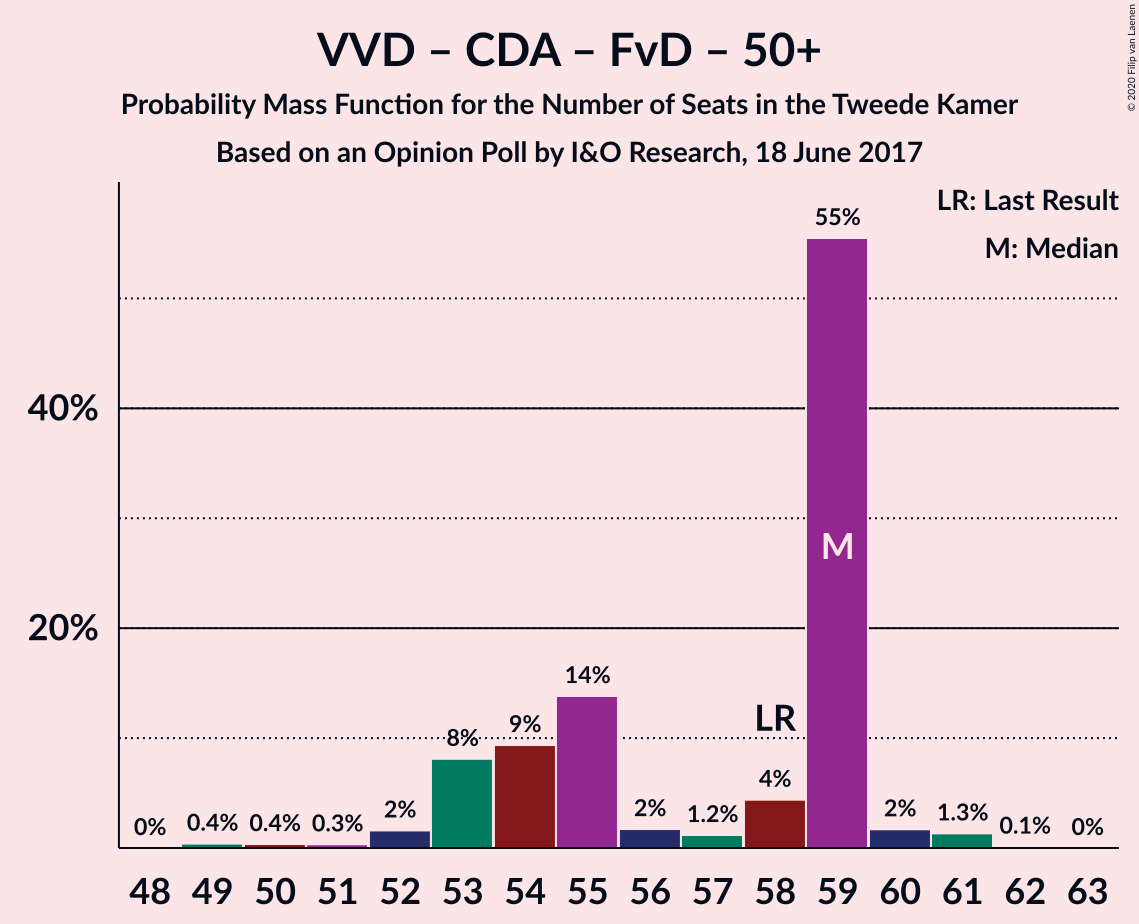 VVD – CDA – FvD – 50+
Probability Mass Function for the Number of Seats in the Tweede Kamer
Based on an Opinion Poll by I&O Research, 18 June 2017
© 2020 Filip van Laenen
LR: Last Result
M: Median
40%
20%
0%
0.4%
0.4%
0.3%
2%
8%
9%
14%
2%
1.2%
4%
LR
55%
M
2%
1.3%
0.1%
0%
48 49 50 51 52 53 54 55 56 57 58 59 60 61 62 63